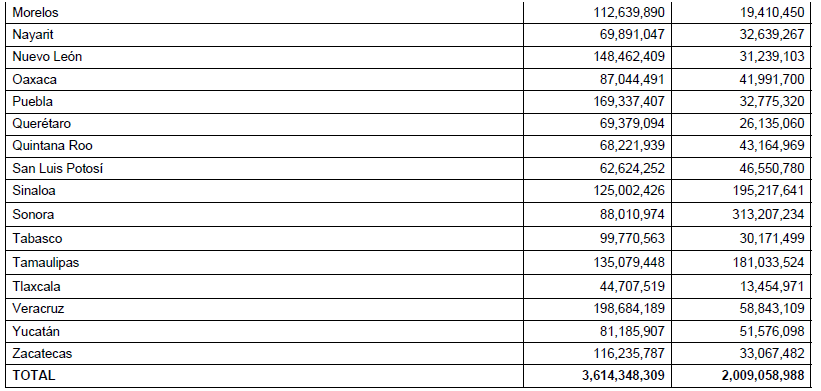 Morelos 112,639,890 19,410,450
Nayarit 69,891,047 32,639,267
Nuevo León 148,462,409 31,239,103
Oaxaca 87,044,491 41,991,700
Puebla 169,337,407 32,775,320
Querétaro 69,379,094 26,135,060
Quintana Roo 68,221,939 43,164,969
San Luis Potosí 62,624,252 46,550,780
Sinaloa 125,002,426 195,217,641
Sonora 88,010,974 313,207,234
Tabasco 99,770,563 30,171,499
Tamaulipas 135,079,448 181,033,524
Tlaxcala 44,707,519 13,454,971
Veracruz 198,684,189 58,843,109
Yucatán 81,185,907 51,576,098
Zacatecas 116,235,787 33,067,482
TOTAL 3,614,348,309 2,009,058,988